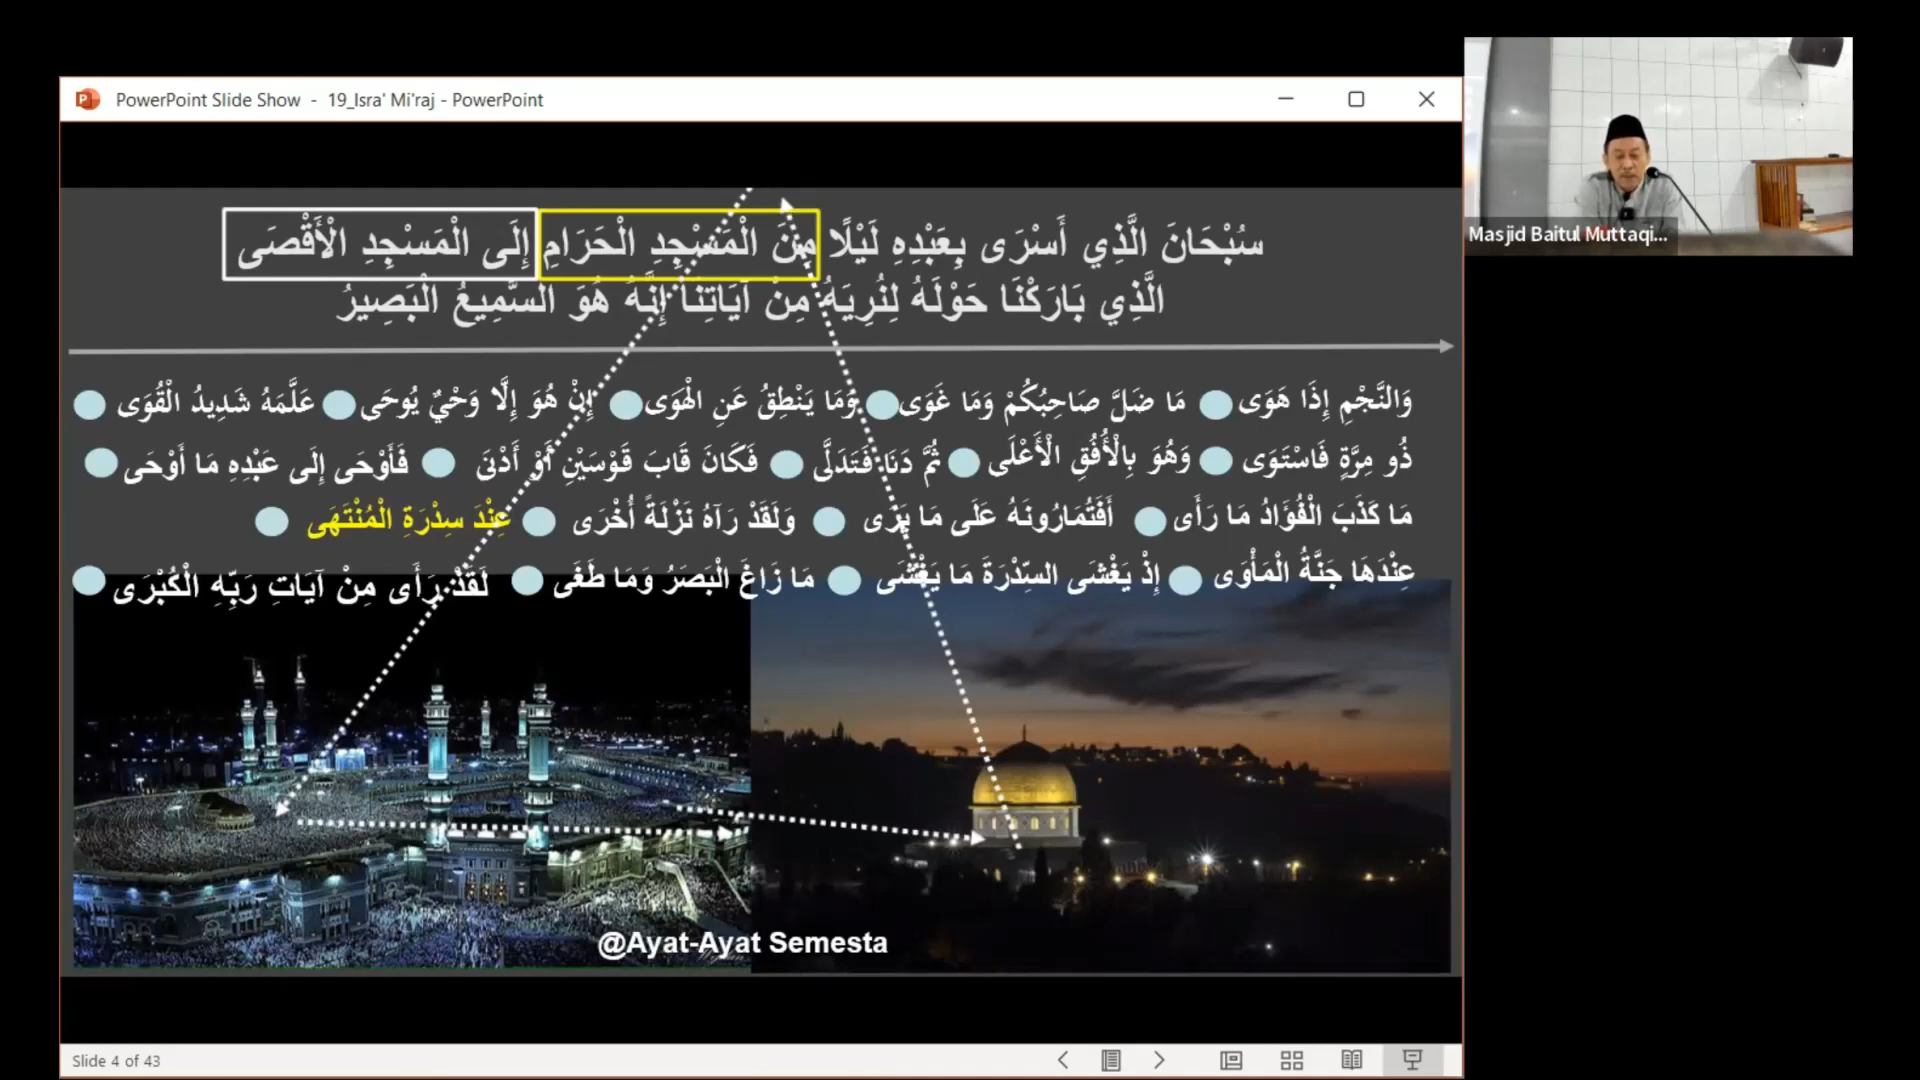 PowerPoint Slide Show - 19_Isra' Mi'raj - PowerPoint
Masjid Baitul Muttaqi...
سُبْحَانَ الَّذِي أَسْرَى بِعَبْدِهِ لَيْلًا مِنَ الْمَسْجِدِ الْحَرَامِ إِلَى الْمَسْجِدِ الْأَقْصَى
الَّذِي بَارَكْنَا حَوْلَهُ لِنُرِيَهُ مِنْ آيَاتِنَا إِنَّهُ هُوَ السَّمِيعُ الْبَصِيرُ
وَالنَّجْمِ إِذَا هَوَى مَا ضَلَّ صَاحِبُكُمْ وَمَا غَوَى وَمَا يَنْطِقُ عَنِ الْهَوَى إِنْ هُوَ إِلَّا وَحْيٌ يُوحَى عَلَّمَهُ شَدِيدُ الْقُوَى
ذُو مِرَّةٍ فَاسْتَوَى وَهُوَ بِالْأُفُقِ الْأَعْلَى ثُمَّ دَنَا فَتَدَلَّى فَكَانَ قَابَ قَوْسَيْنِ أَوْ أَدْنَى فَأَوْحَى إِلَى عَبْدِهِ مَا أَوْحَى
مَا كَذَبَ الْفُؤَادُ مَا رَأَى أَفَتُمَارُونَهُ عَلَى مَا يَرَى وَلَقَدْ رَآهُ نَزْلَةً أُخْرَى عِنْدَ سِدْرَةِ الْمُنْتَهَى
عِنْدَهَا جَنَّةُ الْمَأْوَى إِذْ يَغْشَى السِّدْرَةَ مَا يَغْشَى مَا زَاغَ الْبَصَرُ وَمَا طَغَى لَقَدْ رَأَى مِنْ آيَاتِ رَبِّهِ الْكُبْرَى
@Ayat-Ayat Semesta
Slide 4 of 43